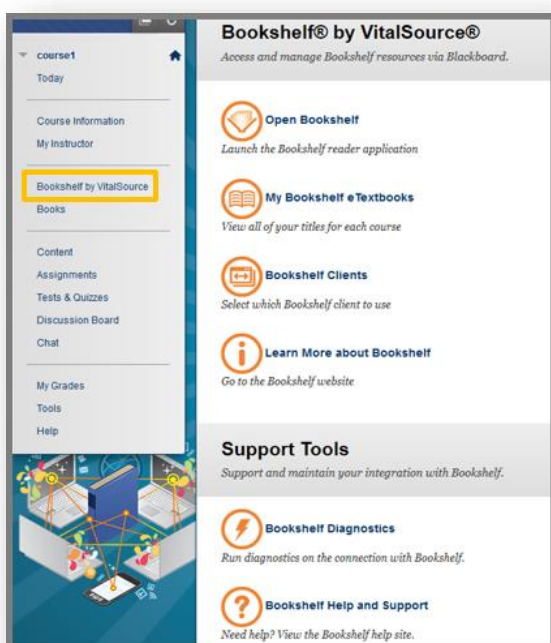 course1
Today
Course Information
My Instructor
Bookshelf by VitalSource
Books
Content
Assignments
Tests & Quizzes
Discussion Board
Chat
My Grades
Tools
Help
Bookshelf® by VitalSource®
Access and manage Bookshelf resources via Blackboard.
Open Bookshelf
Launch the Bookshelf reader application
My Bookshelf eTextbooks
View all of your titles for each course
Bookshelf Clients
Select which Bookshelf client to use
Learn More about Bookshelf
Go to the Bookshelf website
Support Tools
Support and maintain your integration with Bookshelf.
Bookshelf Diagnostics
Run diagnostics on the connection with Bookshelf.
Bookshelf Help and Support
Need help? View the Bookshelf help site.